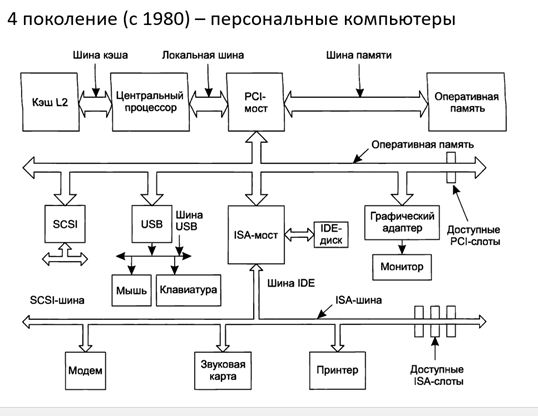 4 поколение (с 1980) – персональные компьютеры
Шина кэша
Локальная шина
Шина памяти
Кэш L2
Центральный
процессор
PCI-
мост
Оперативная
память
Оперативная память
SCSI
USB
Шина
USB
ISA-мост
IDE-
диск
Графический
адаптер
Доступные
PCI-слоты
Мышь
Клавиатура
Монитор
SCSI-шина
Шина IDE
ISA-шина
Модем
Звуковая
карта
Принтер
Доступные
ISA-слоты